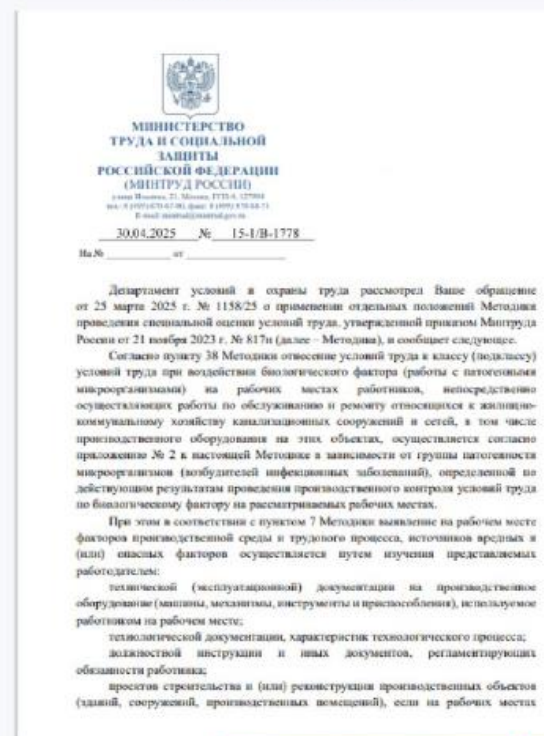 МИНИСТЕРСТВО
ТРУДА И СОЦИАЛЬНОЙ
ЗАЩИТЫ
РОССИЙСКОЙ ФЕДЕРАЦИИ
(МИНТРУД РОССИИ)
улица Ильинка, 21, Москва, ГСП-4, 127994
30.04.2025 № 15-1/В-1778
На № от
Департамент условий и охраны труда рассмотрел Ваше обращение
от 25 марта 2025 г. № 1158/25 о применении отдельных положений Методики
проведения специальной оценки условий труда, утвержденной приказом Минтруда
России от 21 ноября 2023 г. № 817н (далее – Методика), и сообщает следующее.
Согласно пункту 38 Методики отнесение условий труда к классу (подклассу)
условий труда при воздействии биологического фактора (работы с патогенными
микроорганизмами) на рабочих местах работников, непосредственно
осуществляющих работы по обслуживанию и ремонту относящихся к жилищно-
коммунальному хозяйству канализационных сооружений и сетей, в том числе
производственного оборудования на этих объектах, осуществляется согласно
приложению № 2 к настоящей Методике в зависимости от группы патогенности
микроорганизмов (возбудителей инфекционных заболеваний), определенной по
действующим результатам проведения производственного контроля условий труда
по биологическому фактору на рассматриваемых рабочих местах.
При этом в соответствии с пунктом 7 Методики выявление на рабочем месте
факторов производственной среды и трудового процесса, источников вредных и
(или) опасных факторов осуществляется путем изучения представляемых
работодателем:
технической (эксплуатационной) документации на производственное
оборудование (машины, механизмы, инструменты и приспособления), используемое
работником на рабочем месте;
технологической документации, характеристик технологического процесса;
должностной инструкции и иных документов, регламентирующих
обязанности работника;
проектов строительства и (или) реконструкции производственных объектов
(зданий, сооружений, производственных помещений), если на рабочих местах